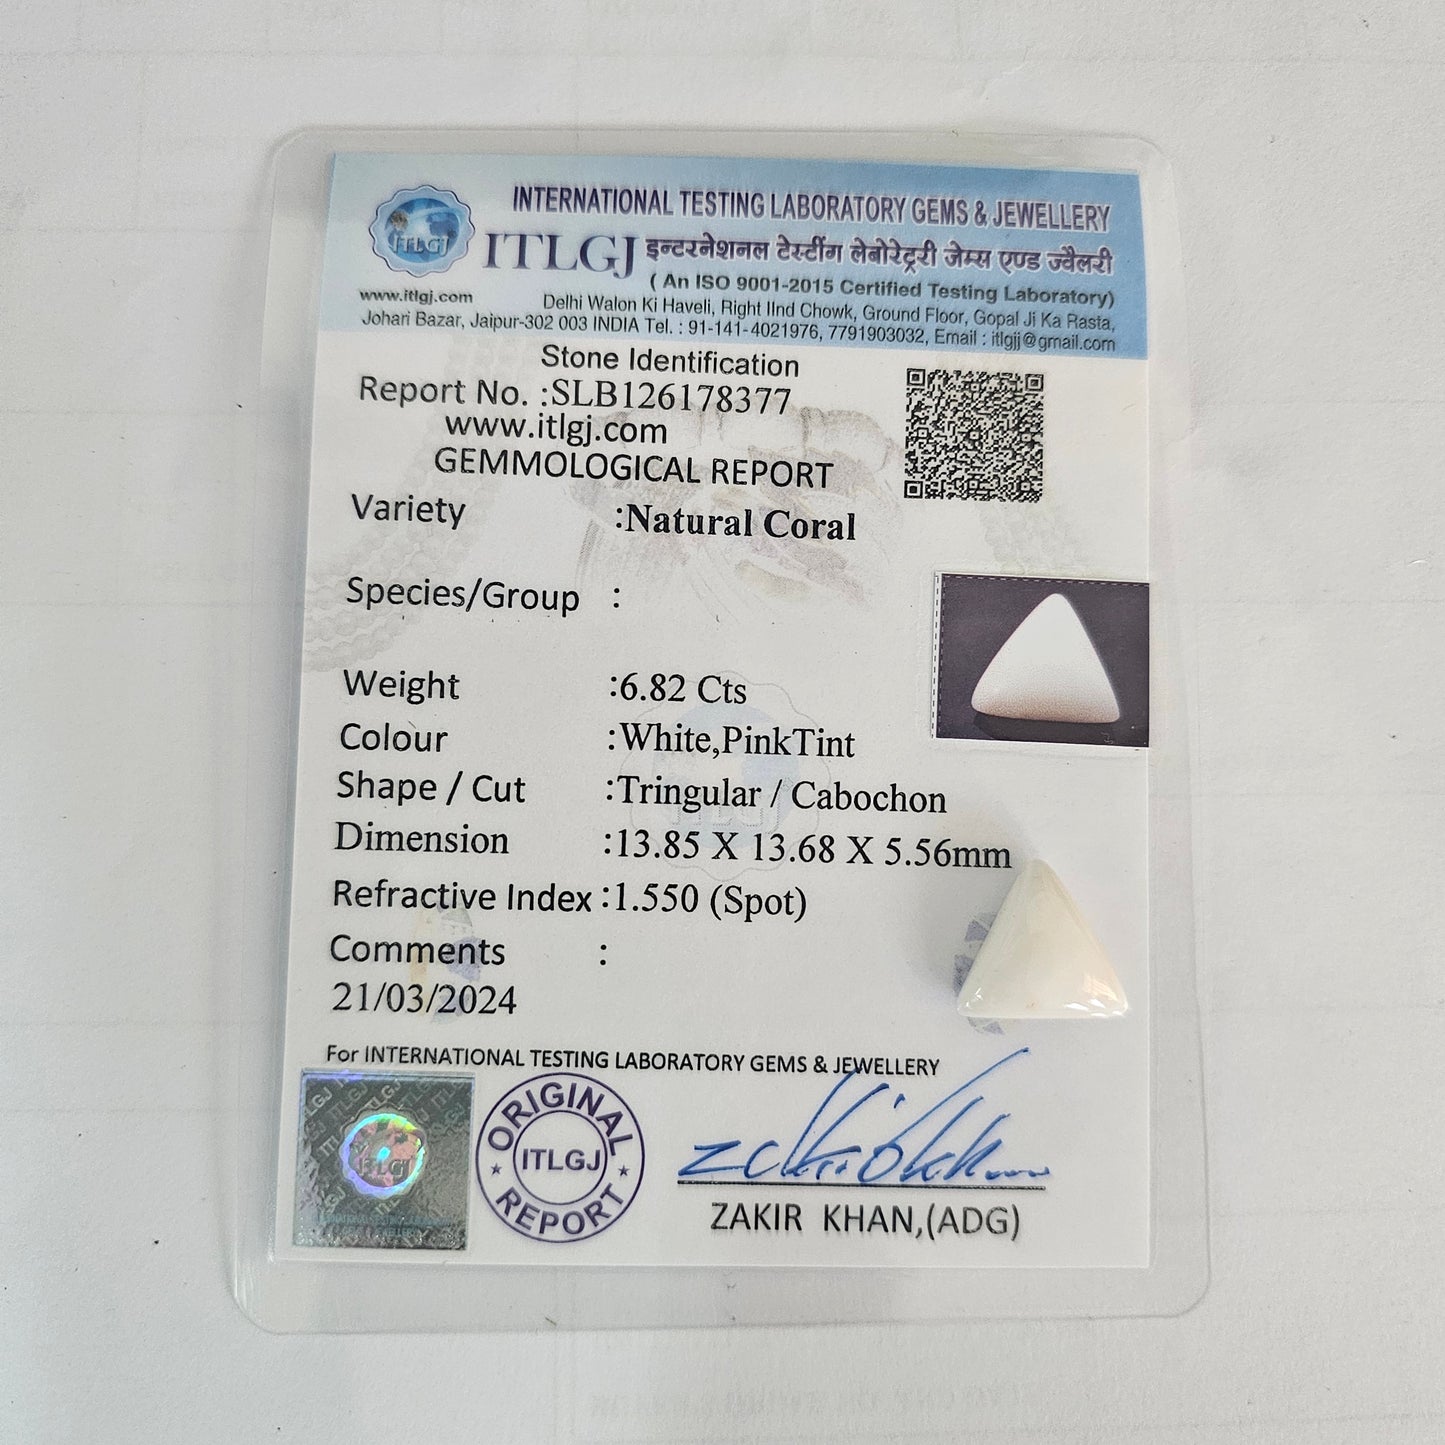 INTERNATIONAL TESTING LABORATORY GEMS & JEWELLERY
ITLGJ
ITLGJ इन्टरनेशनल टेस्टींग लेबोरेट्री जेम्स एण्ड ज्वैलरी
( An ISO 9001-2015 Certified Testing Laboratory)
www.itlgj.com Delhi Walon Ki Haveli, Right IInd Chowk, Ground Floor, Gopal Ji Ka Rasta,
Johari Bazar, Jaipur-302 003 INDIA Tel. : 91-141-4021976, 7791903032, Email : itlgjj@gmail.com
Stone Identification
Report No. :SLB126178377
www.itlgj.com
GEMMOLOGICAL REPORT
Variety :Natural Coral
Species/Group :
Weight :6.82 Cts
Colour :White,PinkTint
Shape / Cut :Tringular / Cabochon
Dimension :13.85 X 13.68 X 5.56mm
Refractive Index :1.550 (Spot)
Comments :
21/03/2024
For INTERNATIONAL TESTING LABORATORY GEMS & JEWELLERY
ITLGJ
ORIGINAL
ITLGJ
REPORT
ZAKIR KHAN,(ADG)